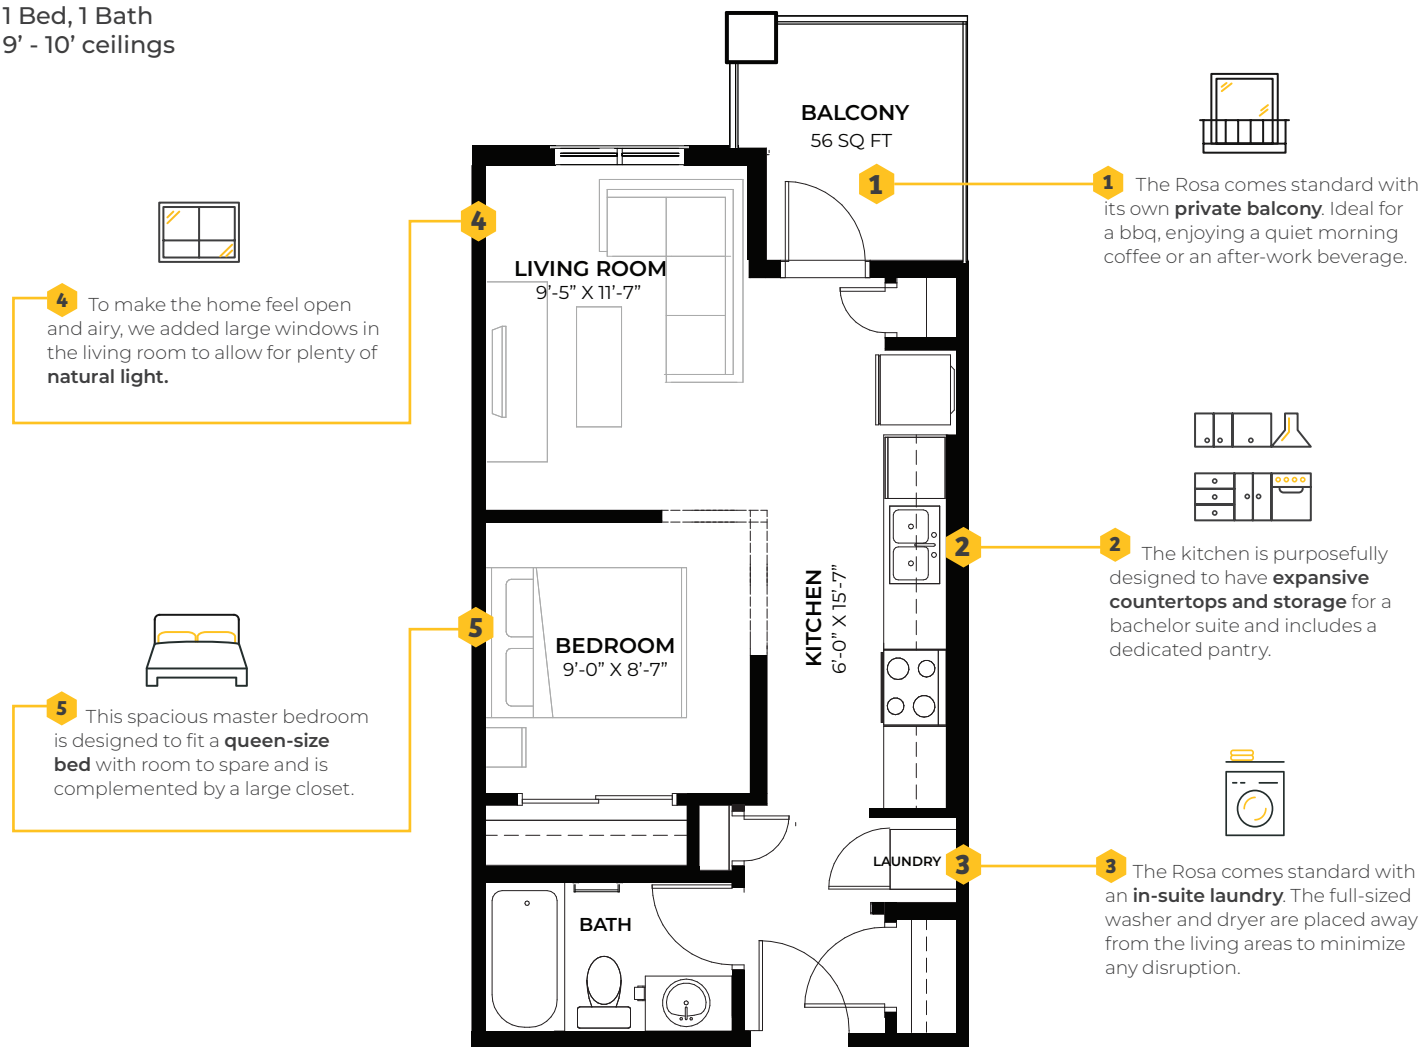 1 Bed, 1 Bath
9’ - 10’ ceilings
BALCONY
56 SQ FT
1
1 The Rosa comes standard with
its own private balcony. Ideal for
a bbq, enjoying a quiet morning
coffee or an after-work beverage.
4
LIVING ROOM
9’-5” X 11’-7”
4 To make the home feel open
and airy, we added large windows in
the living room to allow for plenty of
natural light.
2
KITCHEN
6’-0” X 15’-7”
2 The kitchen is purposefully
designed to have expansive
countertops and storage for a
bachelor suite and includes a
dedicated pantry.
5
BEDROOM
9’-0” X 8’-7”
5 This spacious master bedroom
is designed to fit a queen-size
bed with room to spare and is
complemented by a large closet.
LAUNDRY
3
3 The Rosa comes standard with
an in-suite laundry. The full-sized
washer and dryer are placed away
from the living areas to minimize
any disruption.
BATH